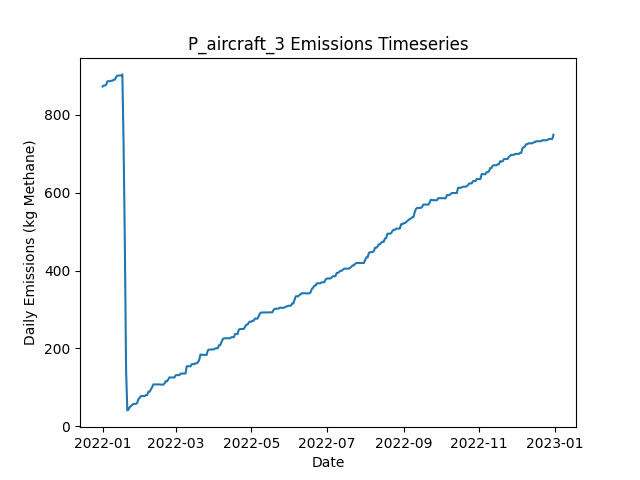 P_aircraft_3 Emissions Timeseries
Daily Emissions (kg Methane)
800
600
400
200
0
2022-01 2022-03 2022-05 2022-07 2022-09 2022-11 2023-01
Date